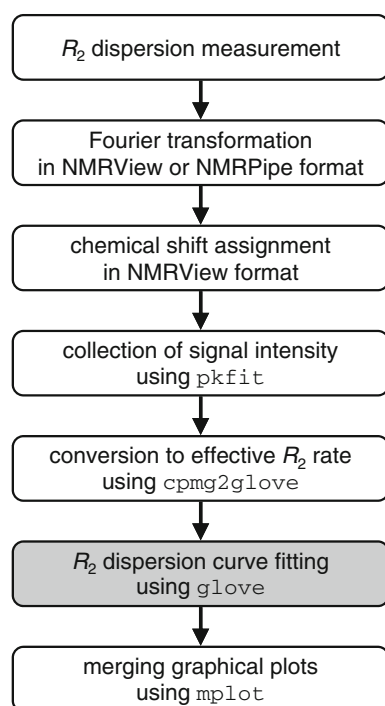 R2 dispersion measurement
Fourier transformation
in NMRView or NMRPipe format
chemical shift assignment
in NMRView format
collection of signal intensity
using pkfit
conversion to effective R2 rate
using cpmg2glove
R2 dispersion curve fitting
using glove
merging graphical plots
using mplot